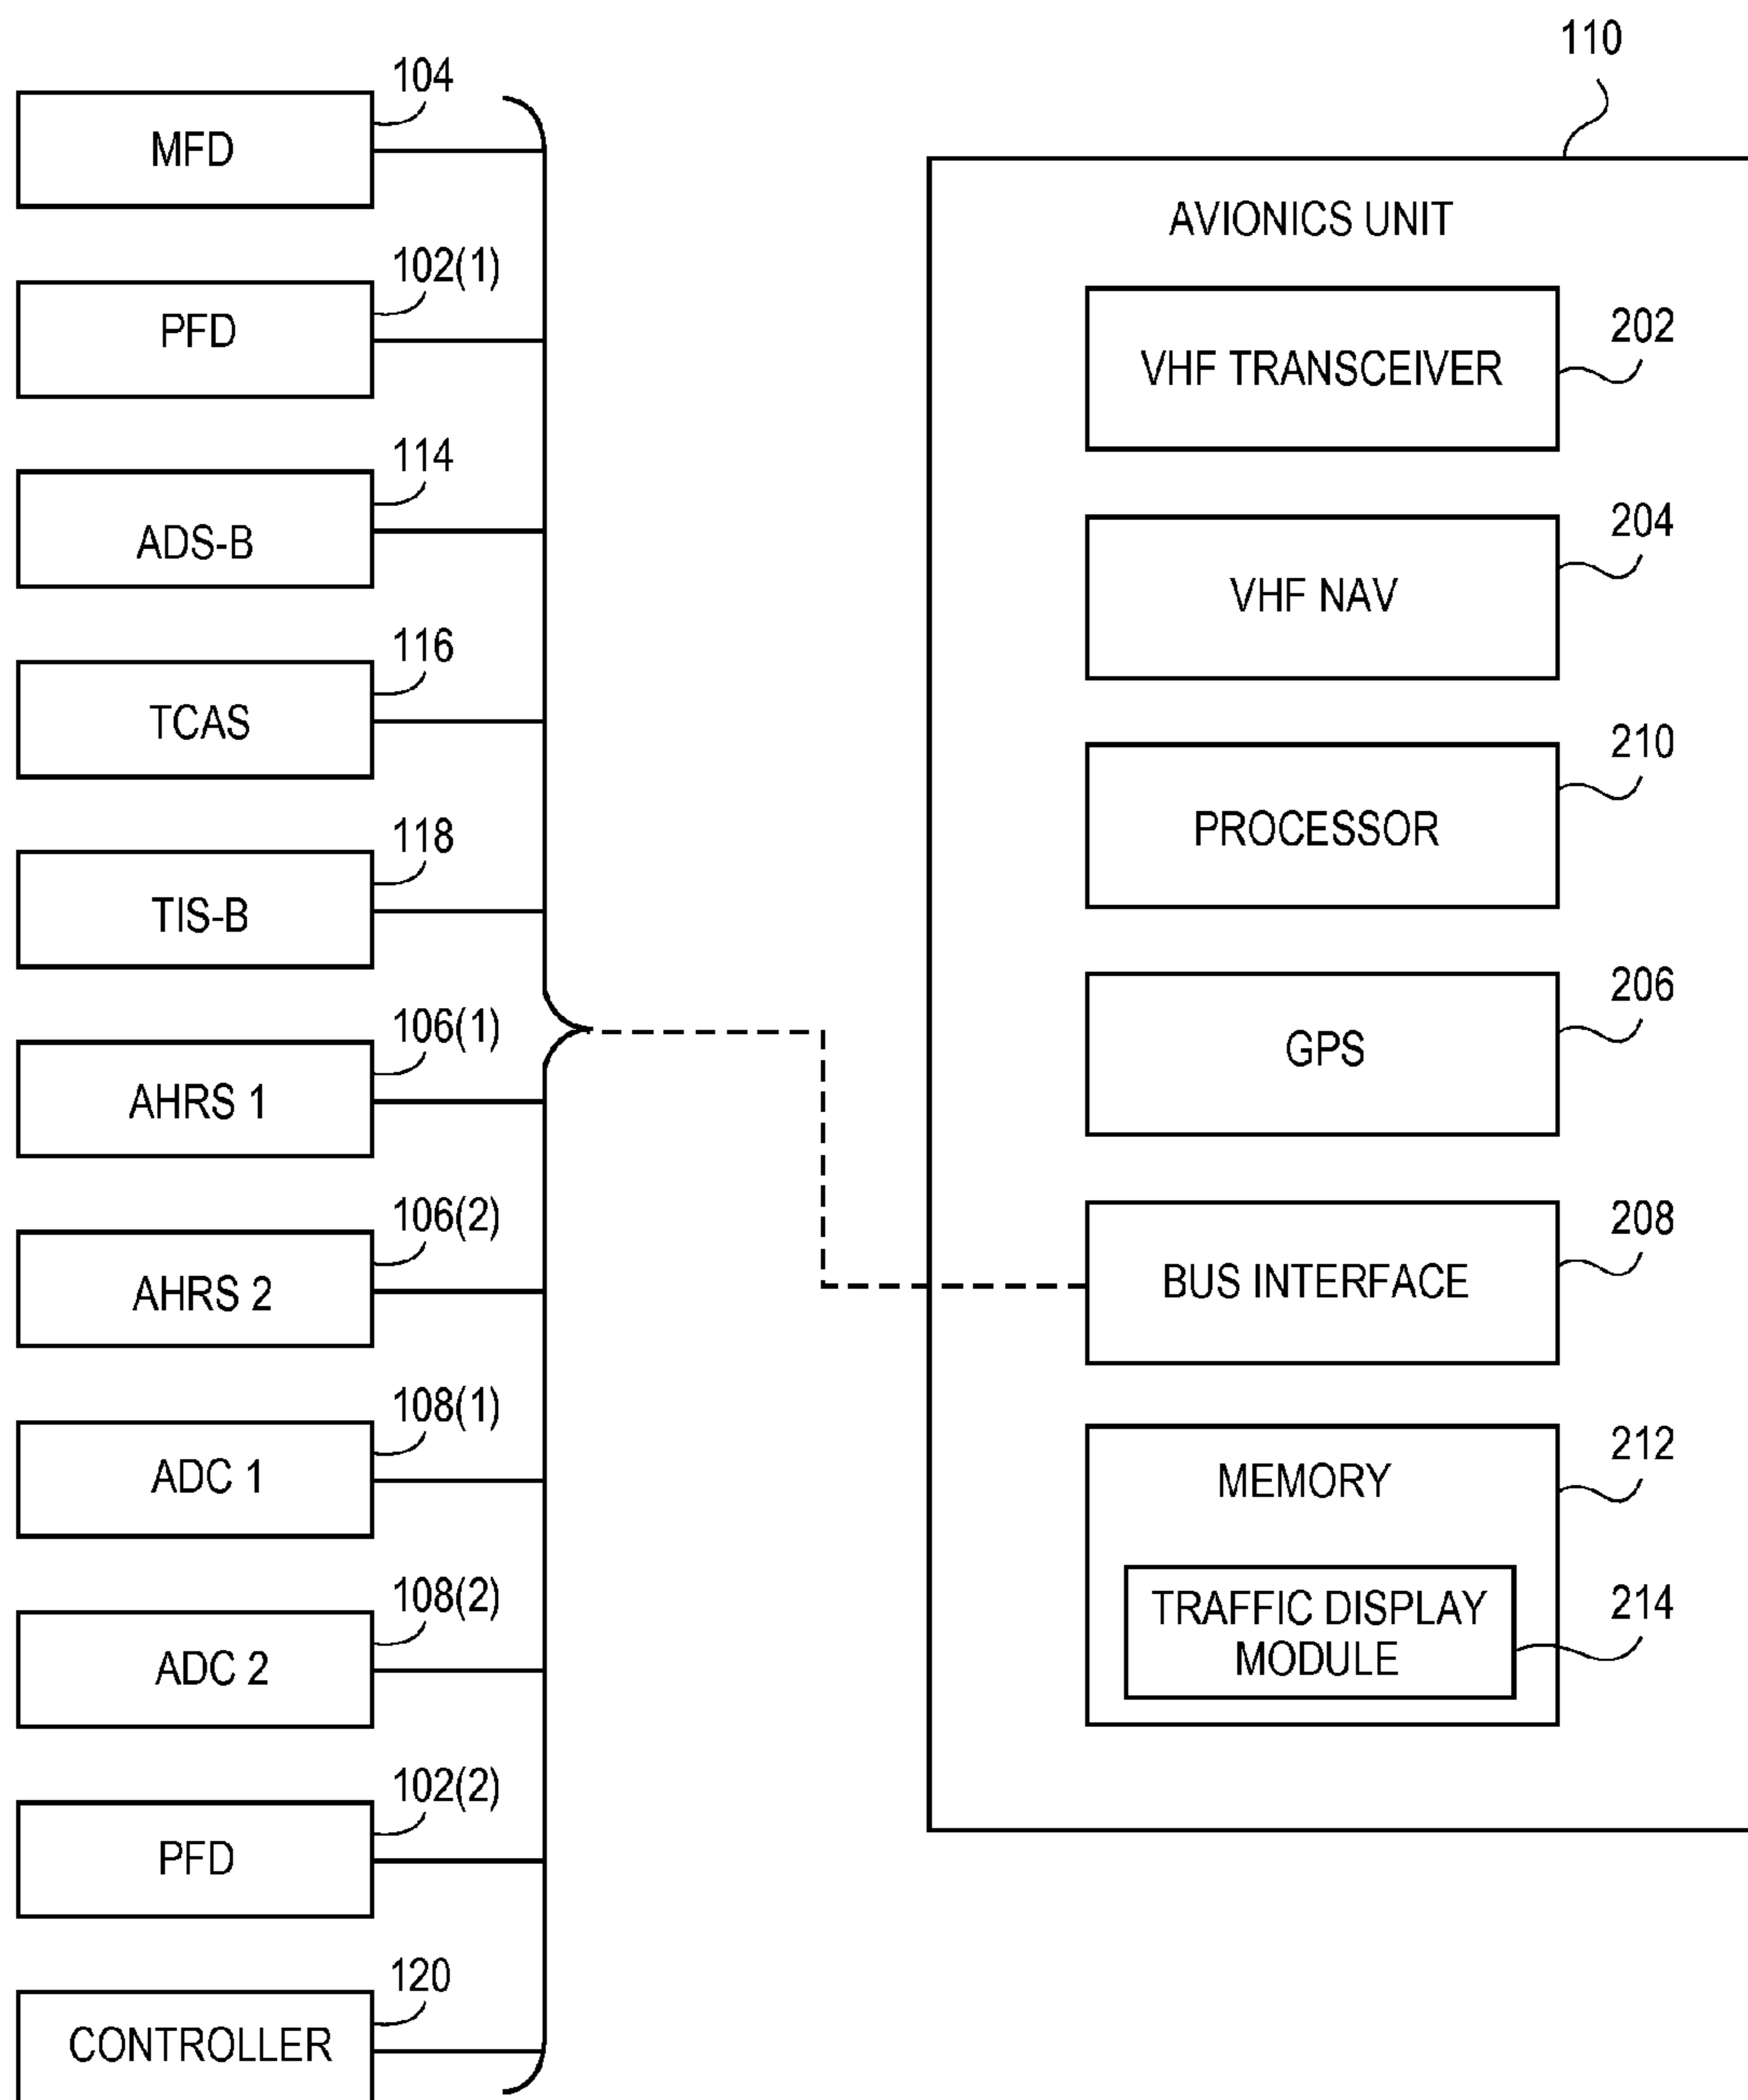 104
MFD
102(1)
PFD
114
ADS-B
116
TCAS
118
TIS-B
106(1)
AHRS 1
106(2)
AHRS 2
108(1)
ADC 1
108(2)
ADC 2
102(2)
PFD
120
CONTROLLER
110
AVIONICS UNIT
VHF TRANSCEIVER
202
VHF NAV
204
PROCESSOR
210
GPS
206
BUS INTERFACE
208
MEMORY
212
TRAFFIC DISPLAY
MODULE
214